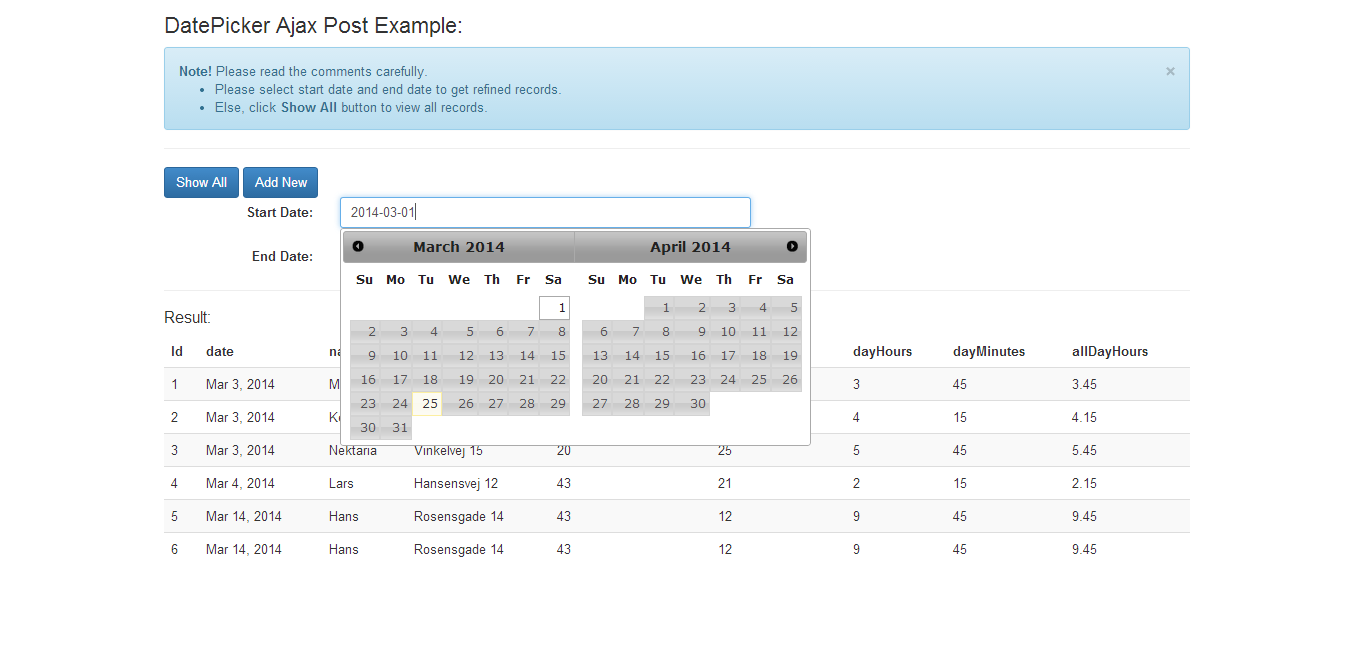 DatePicker Ajax Post Example:
Note! Please read the comments carefully.
×
Please select start date and end date to get refined records.
Else, click Show All button to view all records.
Show All Add New
Start Date: 2014-03-01
End Date:
March 2014 April 2014
Su Mo Tu We Th Fr Sa Su Mo Tu We Th Fr Sa
1 1 2 3 4 5
2 3 4 5 6 7 8 6 7 8 9 10 11 12
9 10 11 12 13 14 15 13 14 15 16 17 18 19
16 17 18 19 20 21 22 20 21 22 23 24 25 26
23 24 25 26 27 28 29 27 28 29 30
30 31
Result:
Id date dayHours dayMinutes allDayHours
1 Mar 3, 2014 3 45 3.45
2 Mar 3, 2014 4 15 4.15
3 Mar 3, 2014 Nektaria Vinkelvej 15 20 25 5 45 5.45
4 Mar 4, 2014 Lars Hansensvej 12 43 21 2 15 2.15
5 Mar 14, 2014 Hans Rosensgade 14 43 12 9 45 9.45
6 Mar 14, 2014 Hans Rosensgade 14 43 12 9 45 9.45